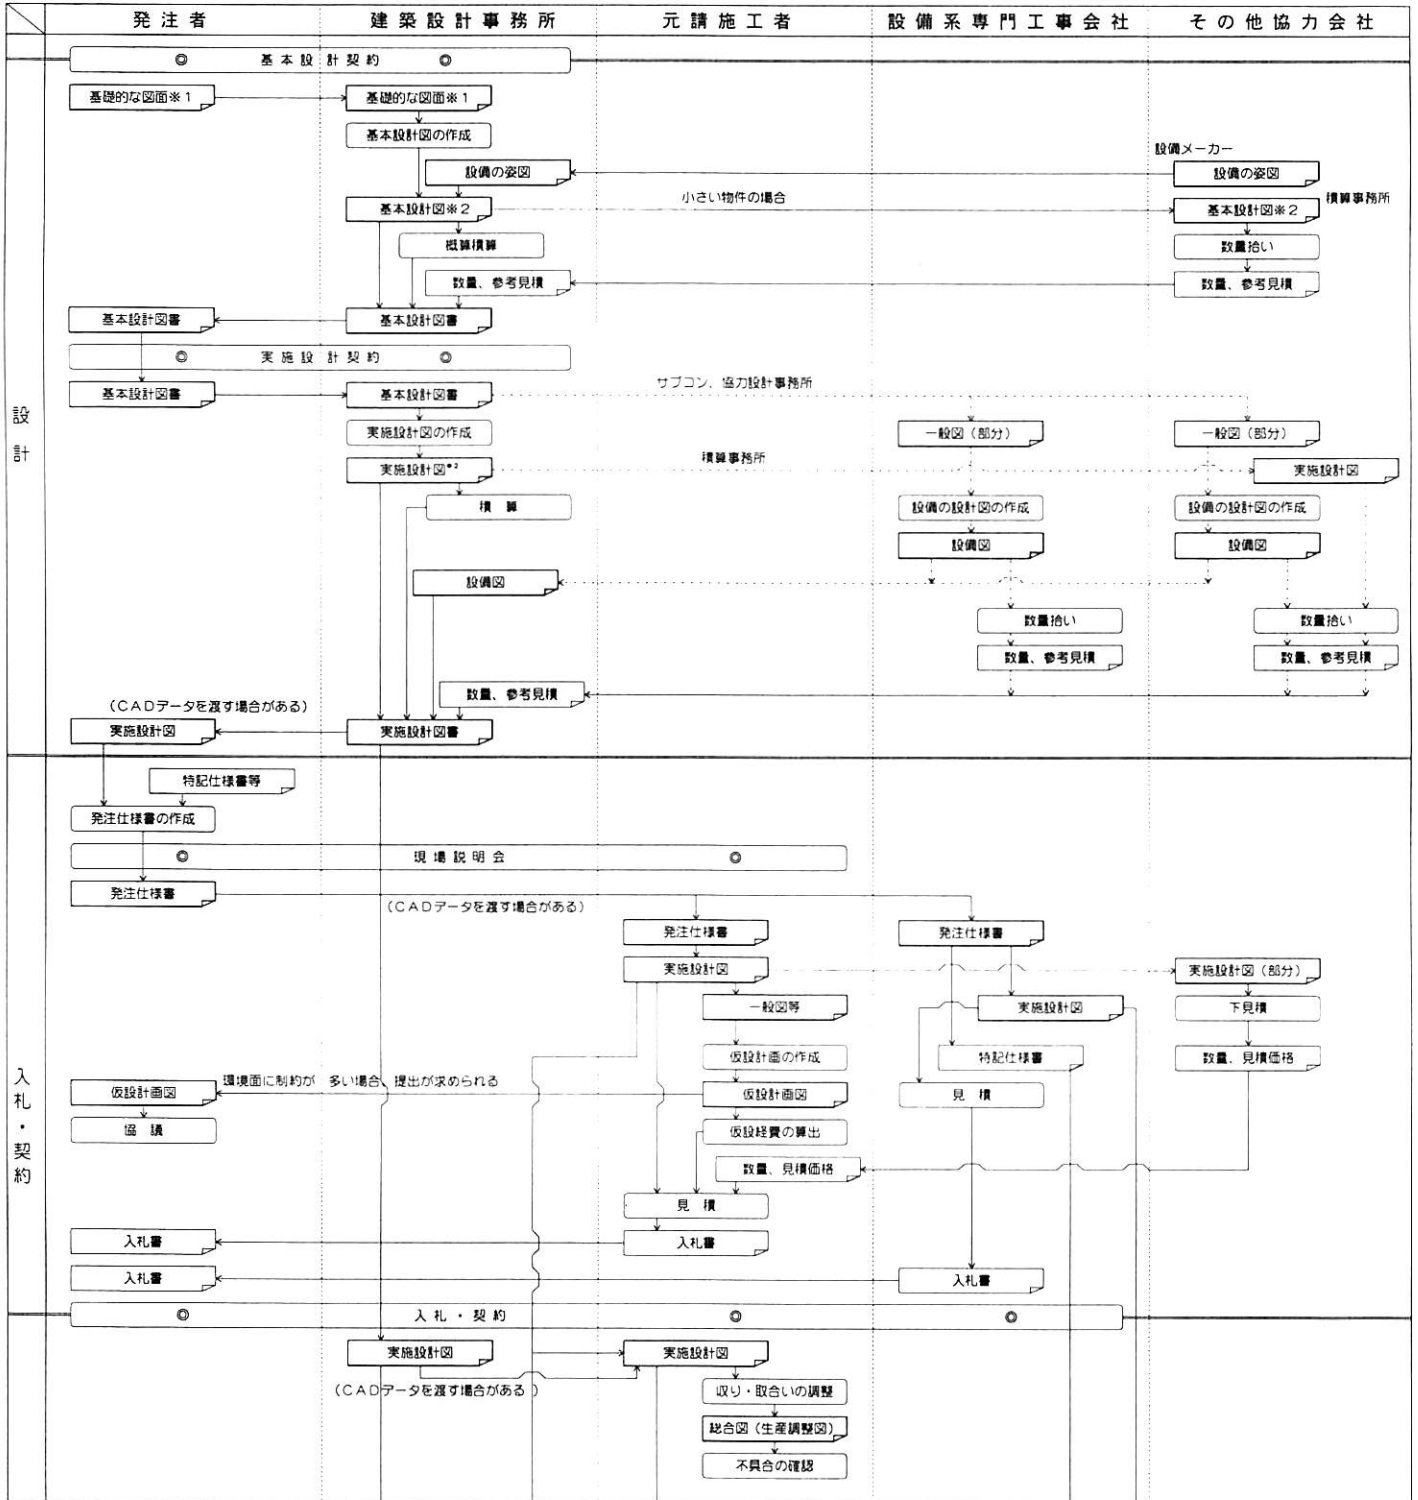 発注者 建築設計事務所 元請施工者 設備系専門工事会社 その他協力会社
設計
◎ 基本設計契約 ◎
基礎的な図面※1 基礎的な図面※1
基本設計図の作成
設備メーカー
設備の姿図 設備の姿図
小さい物件の場合 積算事務所
基本設計図※2 基本設計図※2
概算積算 数量拾い
数量、参考見積 数量、参考見積
基本設計図書 基本設計図書
◎ 実施設計契約 ◎
サブコン、協力設計事務所
基本設計図書 基本設計図書
実施設計図の作成 一般図(部分) 一般図(部分)
積算事務所
実施設計図*2 実施設計図
積算 設備の設計図の作成 設備の設計図の作成
設備図 設備図
設備図
数量拾い 数量拾い
数量、参考見積 数量、参考見積
数量、参考見積
(CADデータを渡す場合がある)
実施設計図 実施設計図書
入札・契約
特記仕様書等
発注仕様書の作成
◎ 現場説明会 ◎
発注仕様書
(CADデータを渡す場合がある)
発注仕様書 発注仕様書
実施設計図 実施設計図(部分)
一般図等 実施設計図 下見積
仮設計画の作成 特記仕様書 数量、見積価格
環境面に制約が 多い場合、提出が求められる
仮設計画図 仮設計画図 見積
協議 仮設経費の算出
数量、見積価格
見積
入札書 入札書
入札書 入札書
◎ 入札・契約 ◎ ◎
実施設計図 実施設計図
(CADデータを渡す場合がある)
収り・取合いの調整
総合図(生産調整図)
不具合の確認